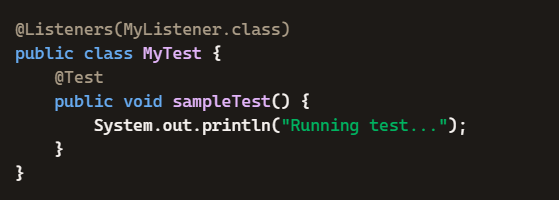 @Listeners(MyListener.class)
public class MyTest {
    @Test
    public void sampleTest() {
        System.out.println("Running test...");
    }
}